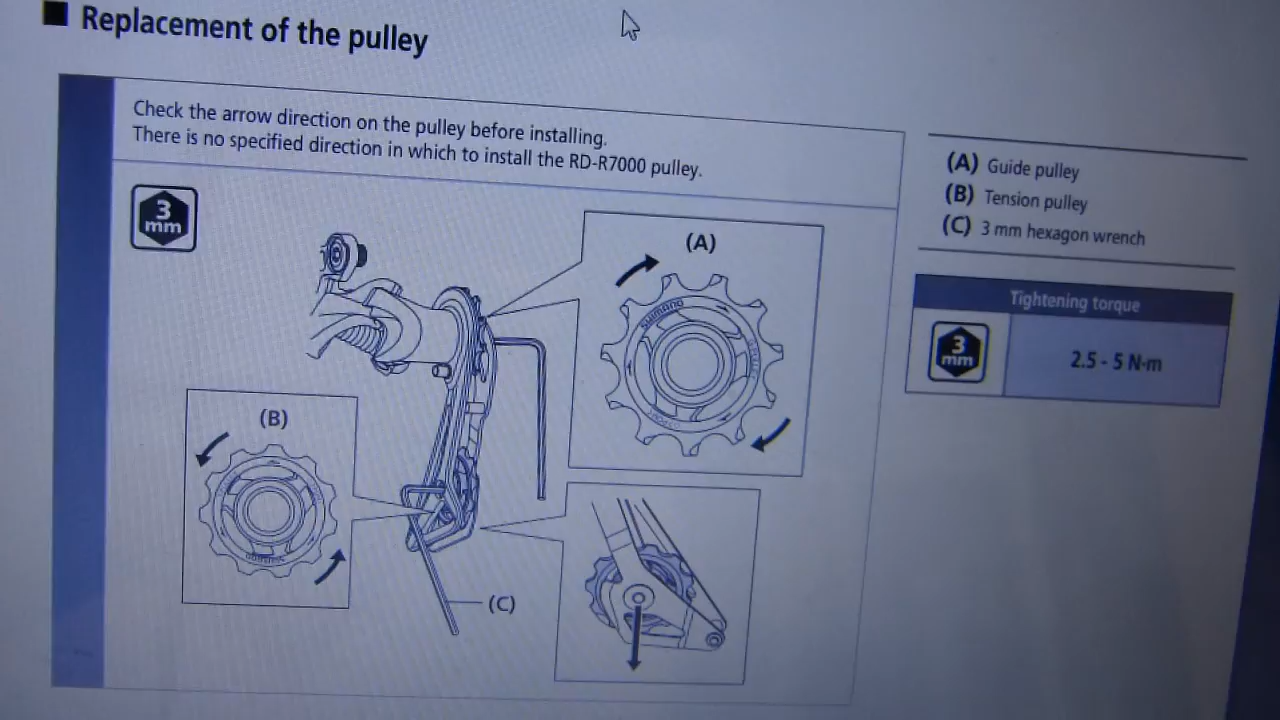 ■ Replacement of the pulley
Check the arrow direction on the pulley before installing.
There is no specified direction in which to install the RD-R7000 pulley.
3
mm
(A)
SHIMANO
(B)
(C)
(A) Guide pulley
(B) Tension pulley
(C) 3 mm hexagon wrench
Tightening torque
3
mm
2.5 - 5 N·m